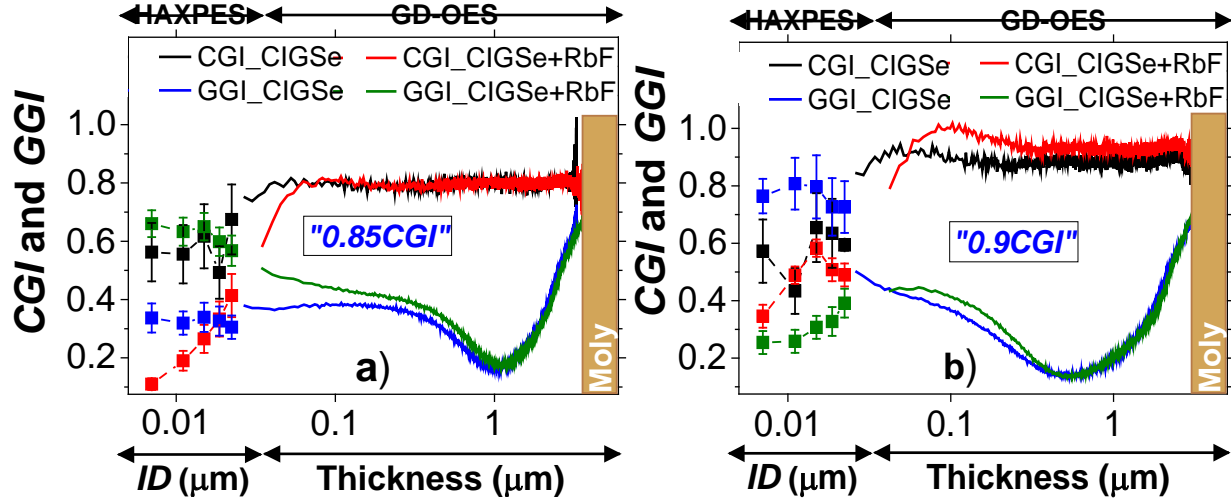 HAXPES GD-OES
CGI_CIGSe CGI_CIGSe+RbF
GGI_CIGSe GGI_CIGSe+RbF
CGI and GGI
1.0
0.8
0.6
0.4
0.2
"0.85CGI"
a)
Moly
0.01 0.1 1
ID (μm) Thickness (μm)
HAXPES GD-OES
CGI_CIGSe CGI_CIGSe+RbF
GGI_CIGSe GGI_CIGSe+RbF
CGI and GGI
1.0
0.8
0.6
0.4
0.2
"0.9CGI"
b)
Moly
0.01 0.1 1
ID (μm) Thickness (μm)